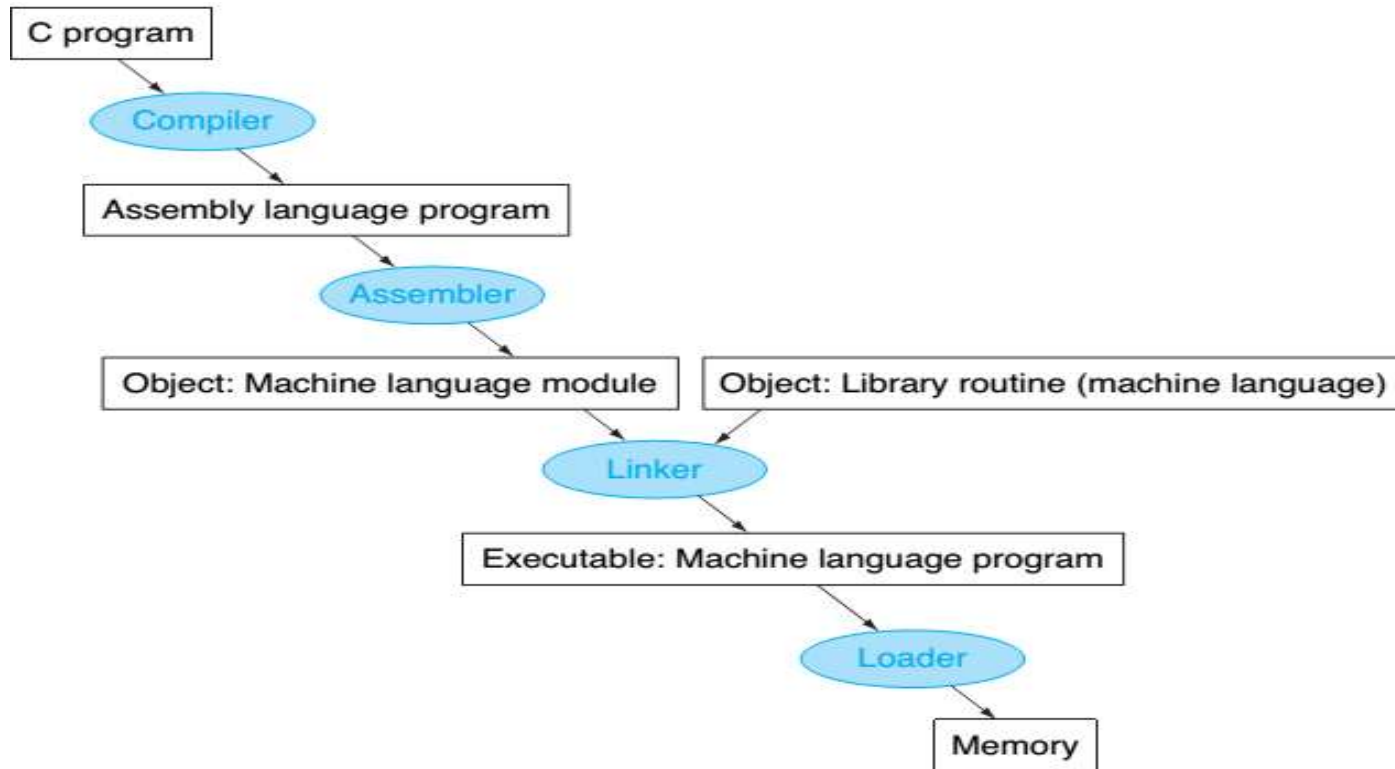 C program
Compiler
Assembly language program
Assembler
Object: Machine language module
Object: Library routine (machine language)
Linker
Executable: Machine language program
Loader
Memory